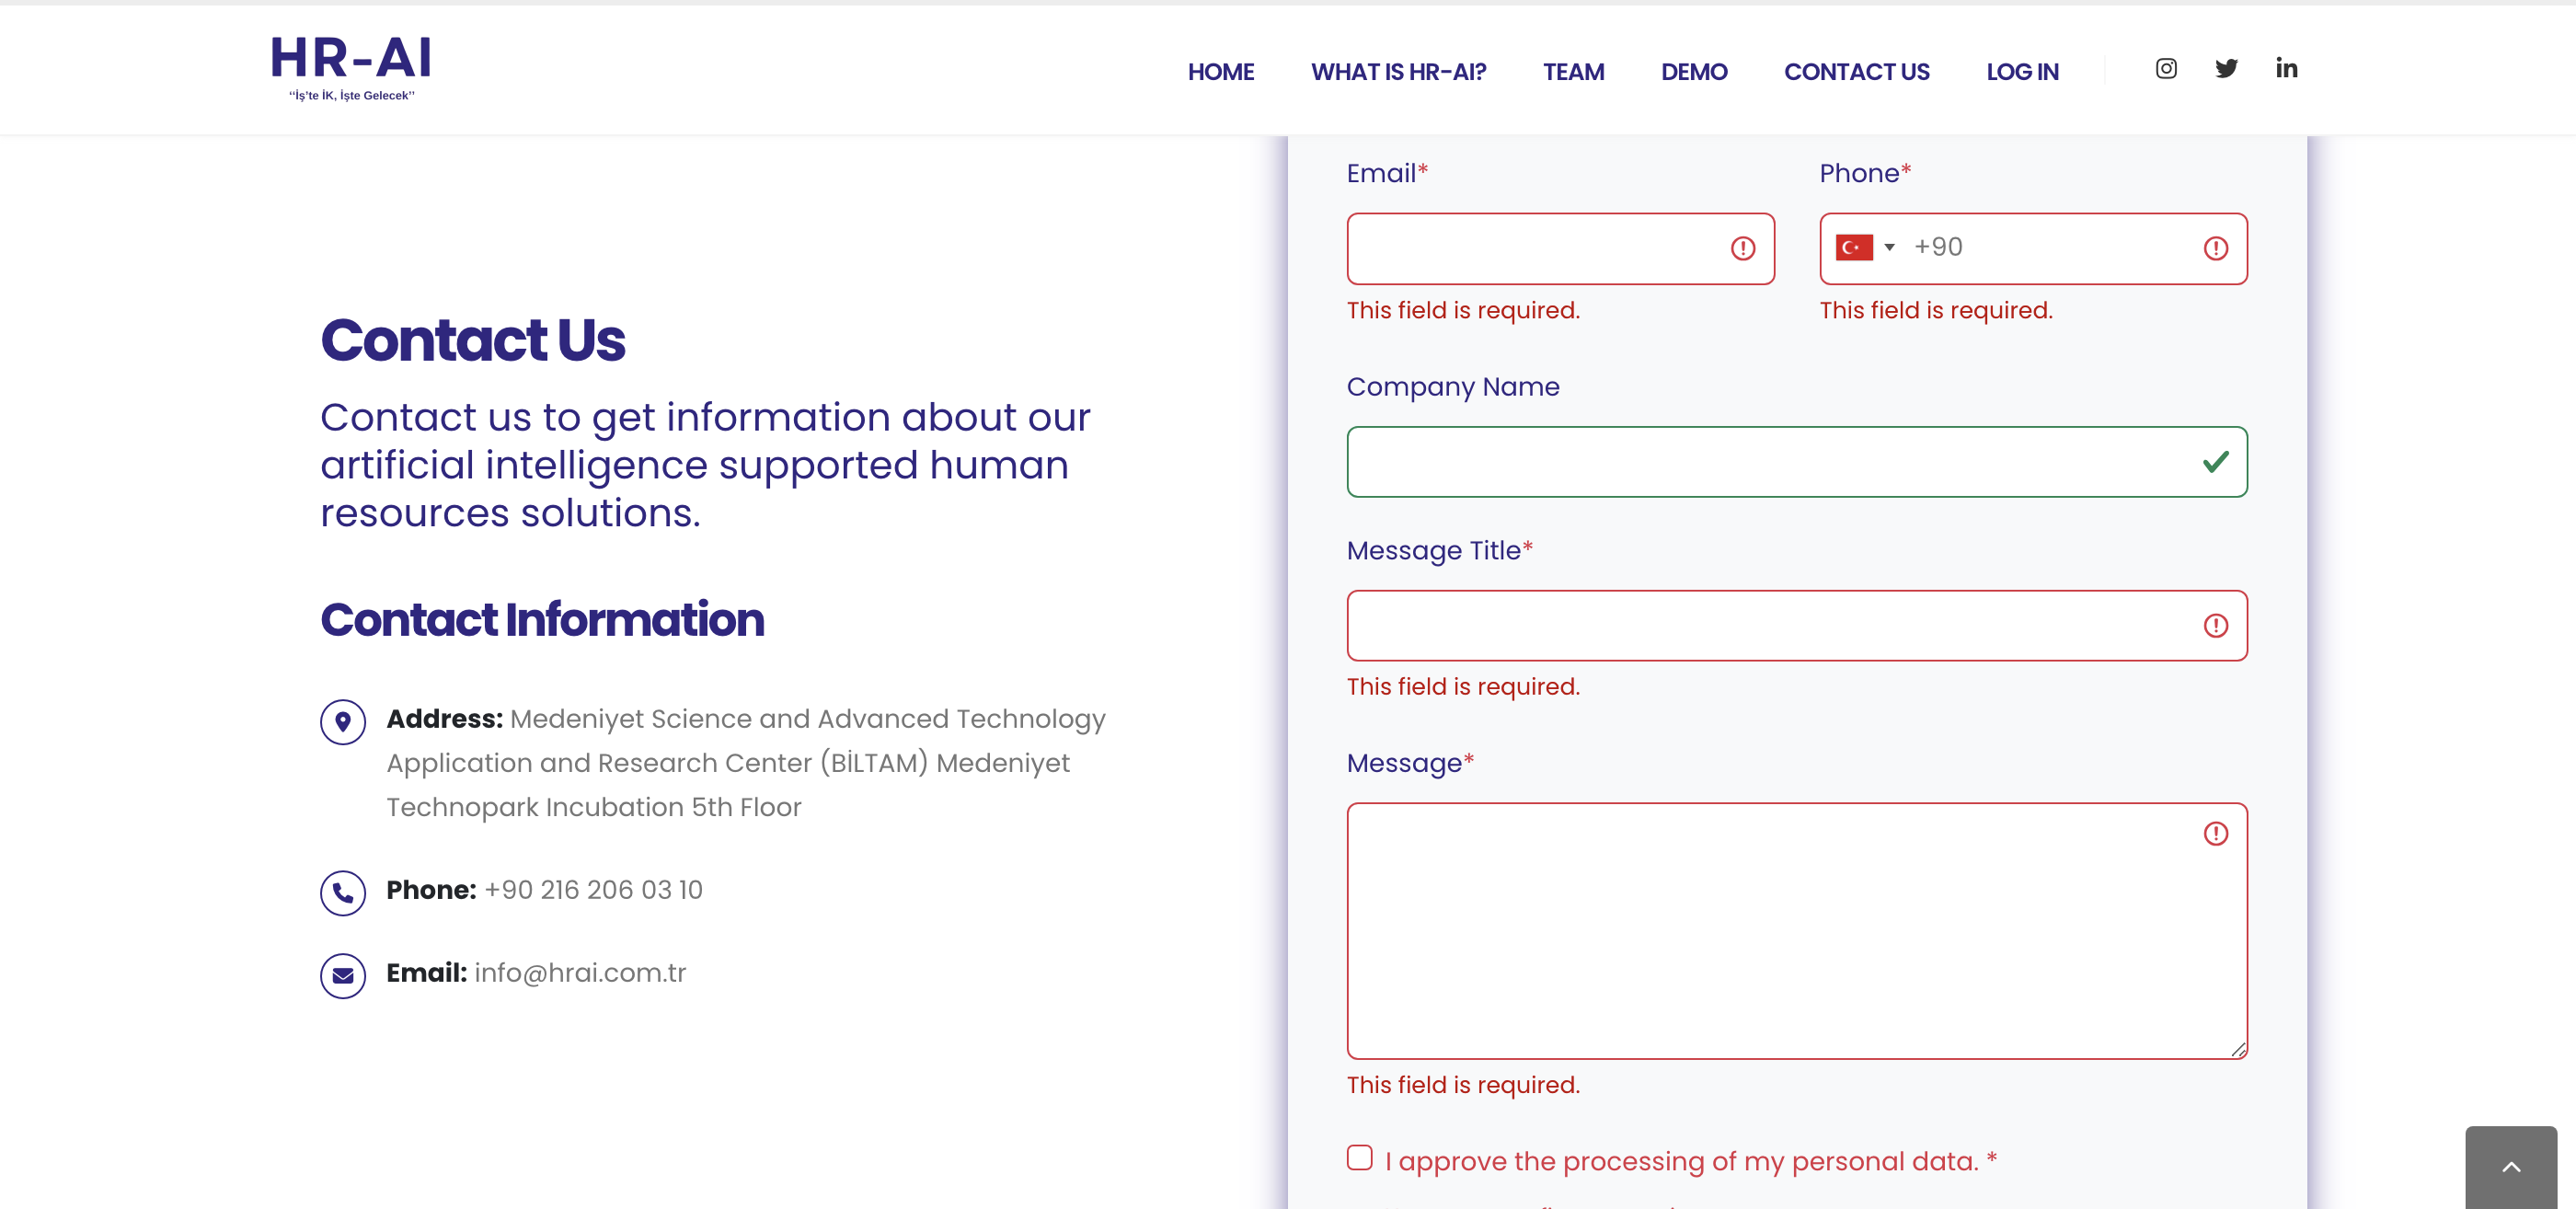 HR-AI
‘‘İş’te İK, İşte Gelecek’’
HOME
WHAT IS HR-AI?
TEAM
DEMO
CONTACT US
LOG IN
Contact Us
Contact us to get information about our
artificial intelligence supported human
resources solutions.
Contact Information
Address: Medeniyet Science and Advanced Technology
Application and Research Center (BİLTAM) Medeniyet
Technopark Incubation 5th Floor
Phone: +90 216 206 03 10
Email: info@hrai.com.tr
Email*
This field is required.
Phone*
+90
This field is required.
Company Name
Message Title*
This field is required.
Message*
This field is required.
I approve the processing of my personal data. *